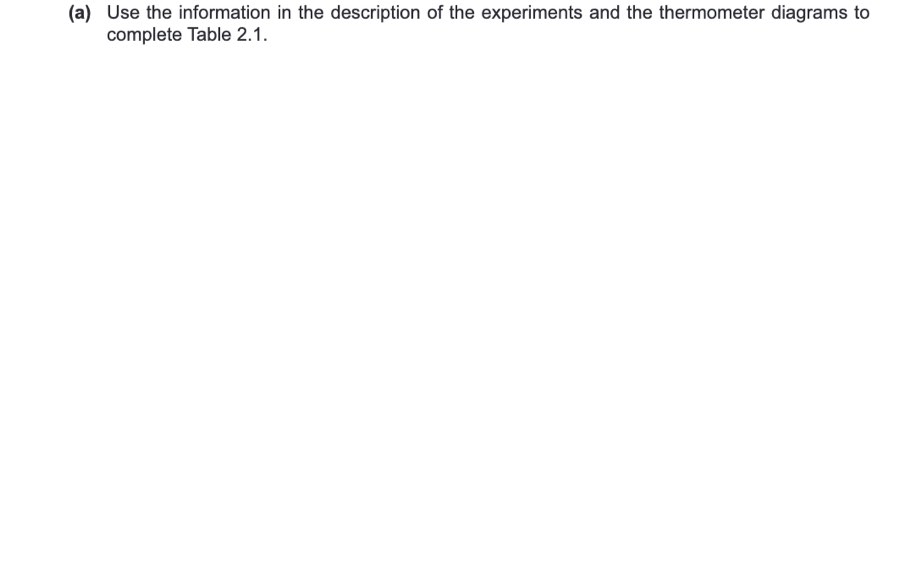 (a) Use the information in the description of the experiments and the thermometer diagrams to
complete Table 2.1.